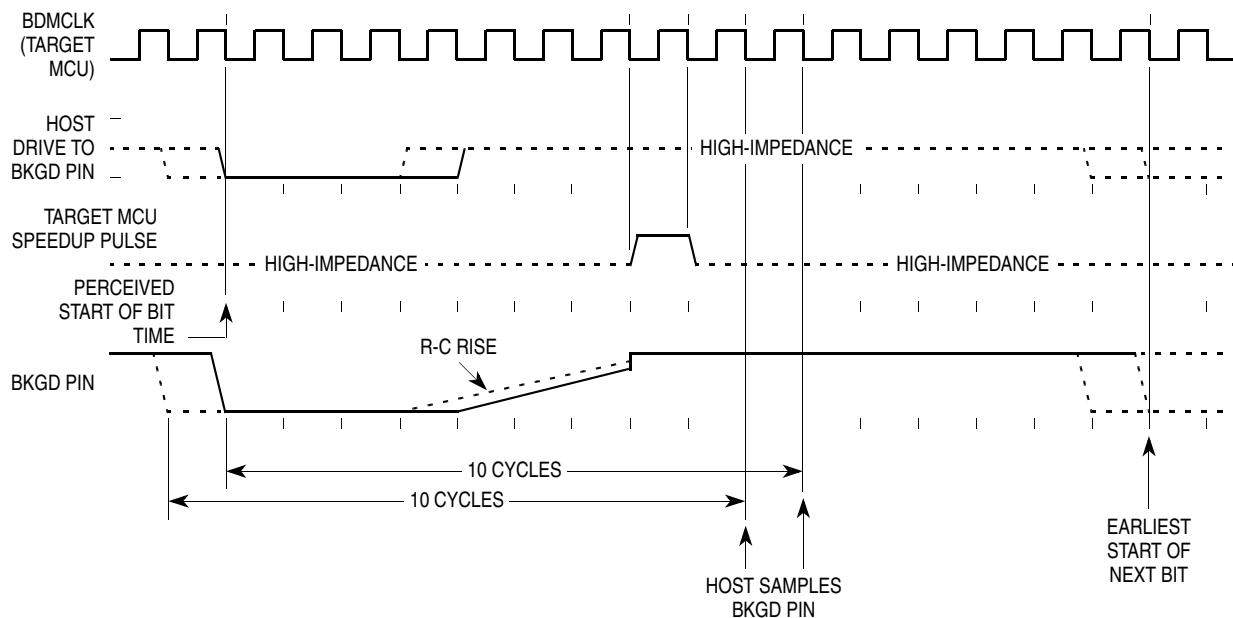 BDMCLK
(TARGET
MCU)
HOST
DRIVE TO
BKGD PIN
HIGH-IMPEDANCE
TARGET MCU
SPEEDUP PULSE
HIGH-IMPEDANCE
HIGH-IMPEDANCE
PERCEIVED
START OF BIT
TIME
R-C RISE
BKGD PIN
10 CYCLES
10 CYCLES
HOST SAMPLES
BKGD PIN
EARLIEST
START OF
NEXT BIT